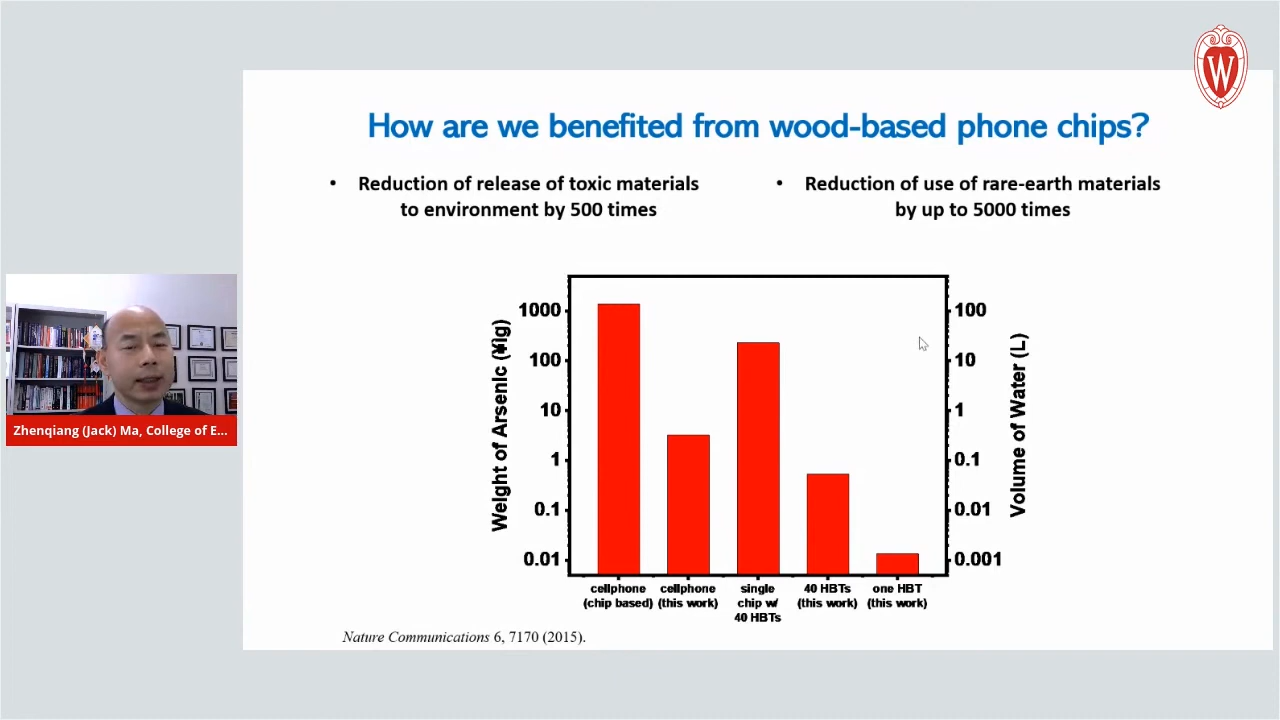 W
How are we benefited from wood-based phone chips?
• Reduction of release of toxic materials
to environment by 500 times
• Reduction of use of rare-earth materials
by up to 5000 times
Weight of Arsenic (¥ig)
1000
100
10
1
0.1
0.01
100
10
1
0.1
0.01
0.001
Volume of Water (L)
cellphone
(chip based)
cellphone
(this work)
single
chip w/
40 HBTs
40 HBTs
(this work)
one HBT
(this work)
Nature Communications 6, 7170 (2015).
Zhenqiang (Jack) Ma, College of E...